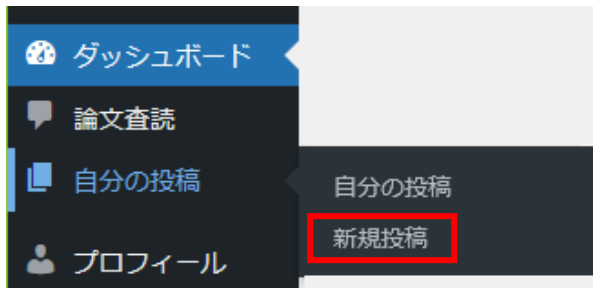 ダッシュボード
論文査読
自分の投稿
自分の投稿
新規投稿
プロフィール